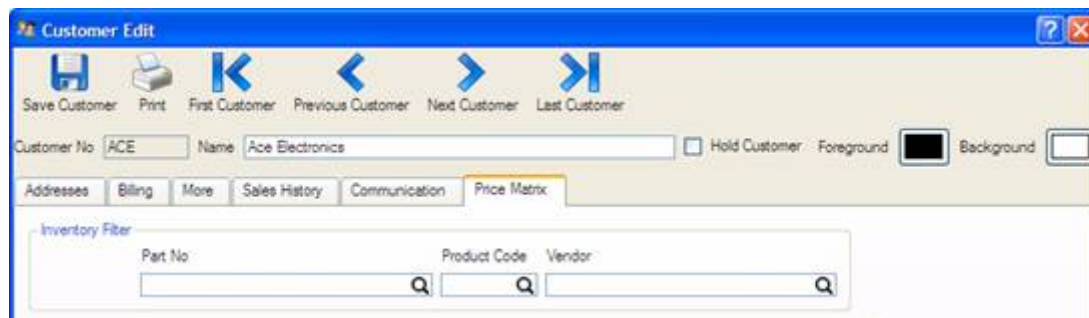 Customer Edit
Save Customer Print First Customer Previous Customer Next Customer Last Customer
Customer No ACE Name Ace Electronics Hold Customer Foreground Background
Addresses Billing More Sales History Communication Price Matrix
Inventory Filter
Part No Product Code Vendor